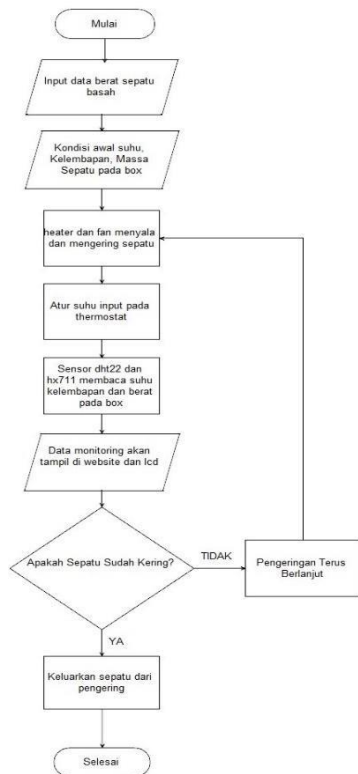 Mulai
Input data berat sepatu
basah
Kondisi awal suhu,
Kelembapan, Massa
Sepatu pada box
heater dan fan menyala
dan mengering sepatu
Atur suhu input pada
thermostat
Sensor dht22 dan
hx711 membaca suhu
kelembapan dan berat
pada box
Data monitoring akan
tampil di website dan lcd
Apakah Sepatu Sudah Kering?
TIDAK
Pengeringan Terus
Berlanjut
YA
Keluarkan sepatu dari
pengering
Selesai